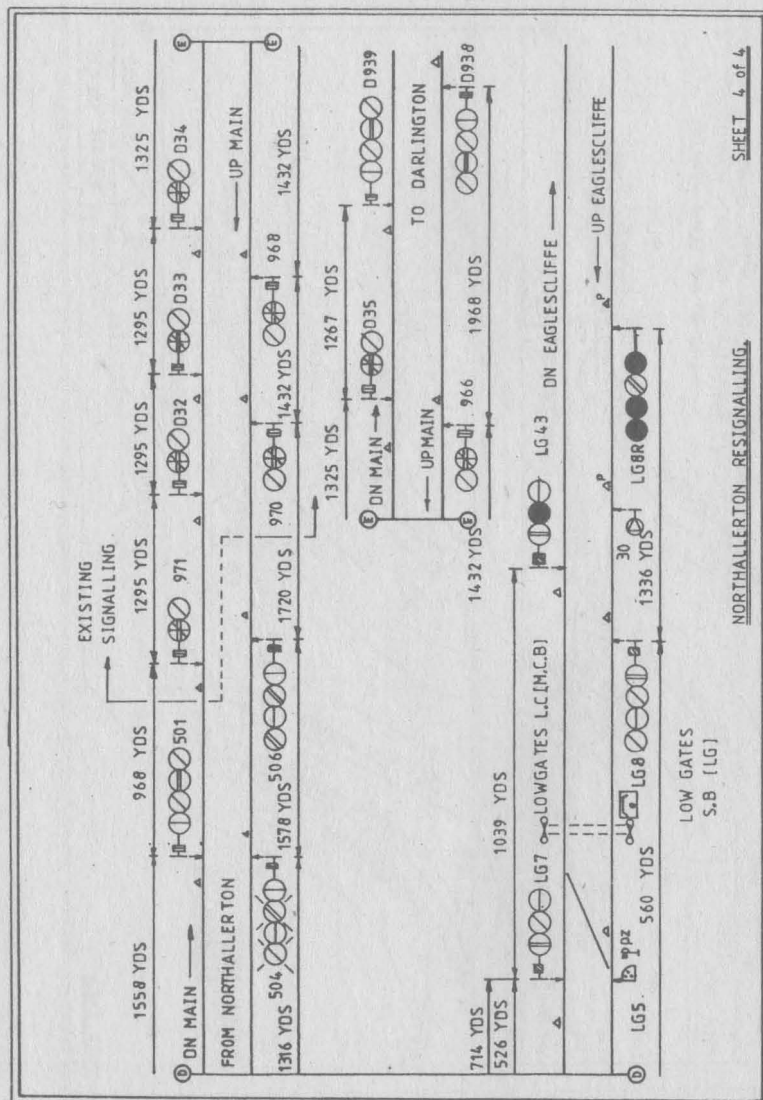 1558 YDS
968 YDS
1295 YDS
1295 YDS
1295 YDS
1325 YDS
EXISTING
SIGNALLING
D
DN MAIN
501
971
D32
D33
D34
E
FROM NORTHALLERTON
UP MAIN
504
506
970
968
E
1316 YDS
1578 YDS
1720 YDS
1432 YDS
1432 YDS
1325 YDS
1267 YDS
E
DN MAIN
D35
D939
UP MAIN
TO DARLINGTON
E
966
D938
1432 YDS
1968 YDS
714 YDS
526 YDS
1039 YDS
LG7
LOWGATES L.C (M.C.B)
LG43
DN EAGLESCLIFFE
UP EAGLESCLIFFE
P
P
D
LG5
LG8
30
LG8R
560 YDS
1336 YDS
LOW GATES
S.B (LG)
NORTHALLERTON RESIGNALLING.
SHEET 4 of 4